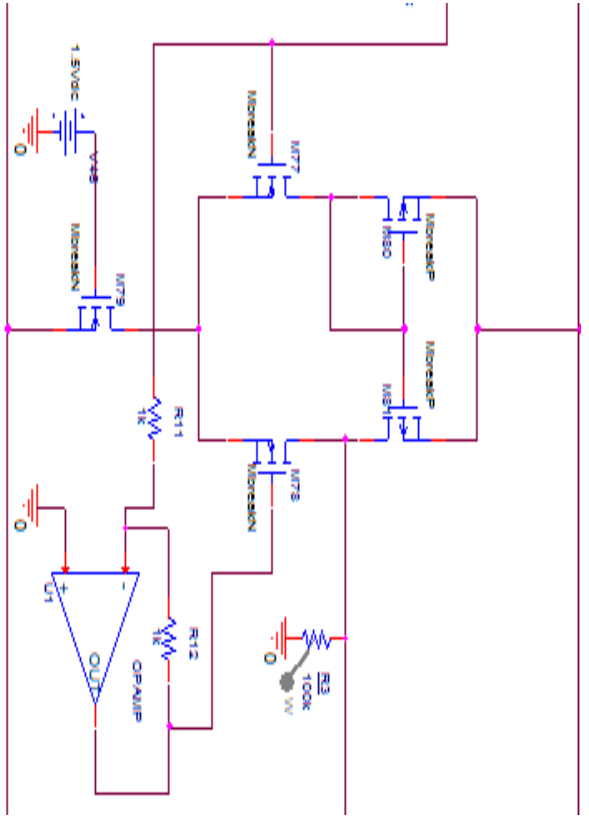 1.5Vdc
0
V48
MbreakN
M77
MbreakP
M80
MbreakN
M79
MbreakP
M81
R11
1k
M78
MbreakN
0
+
-
U1
OUT
OPAMP
R12
1k
0
R3
100k
W